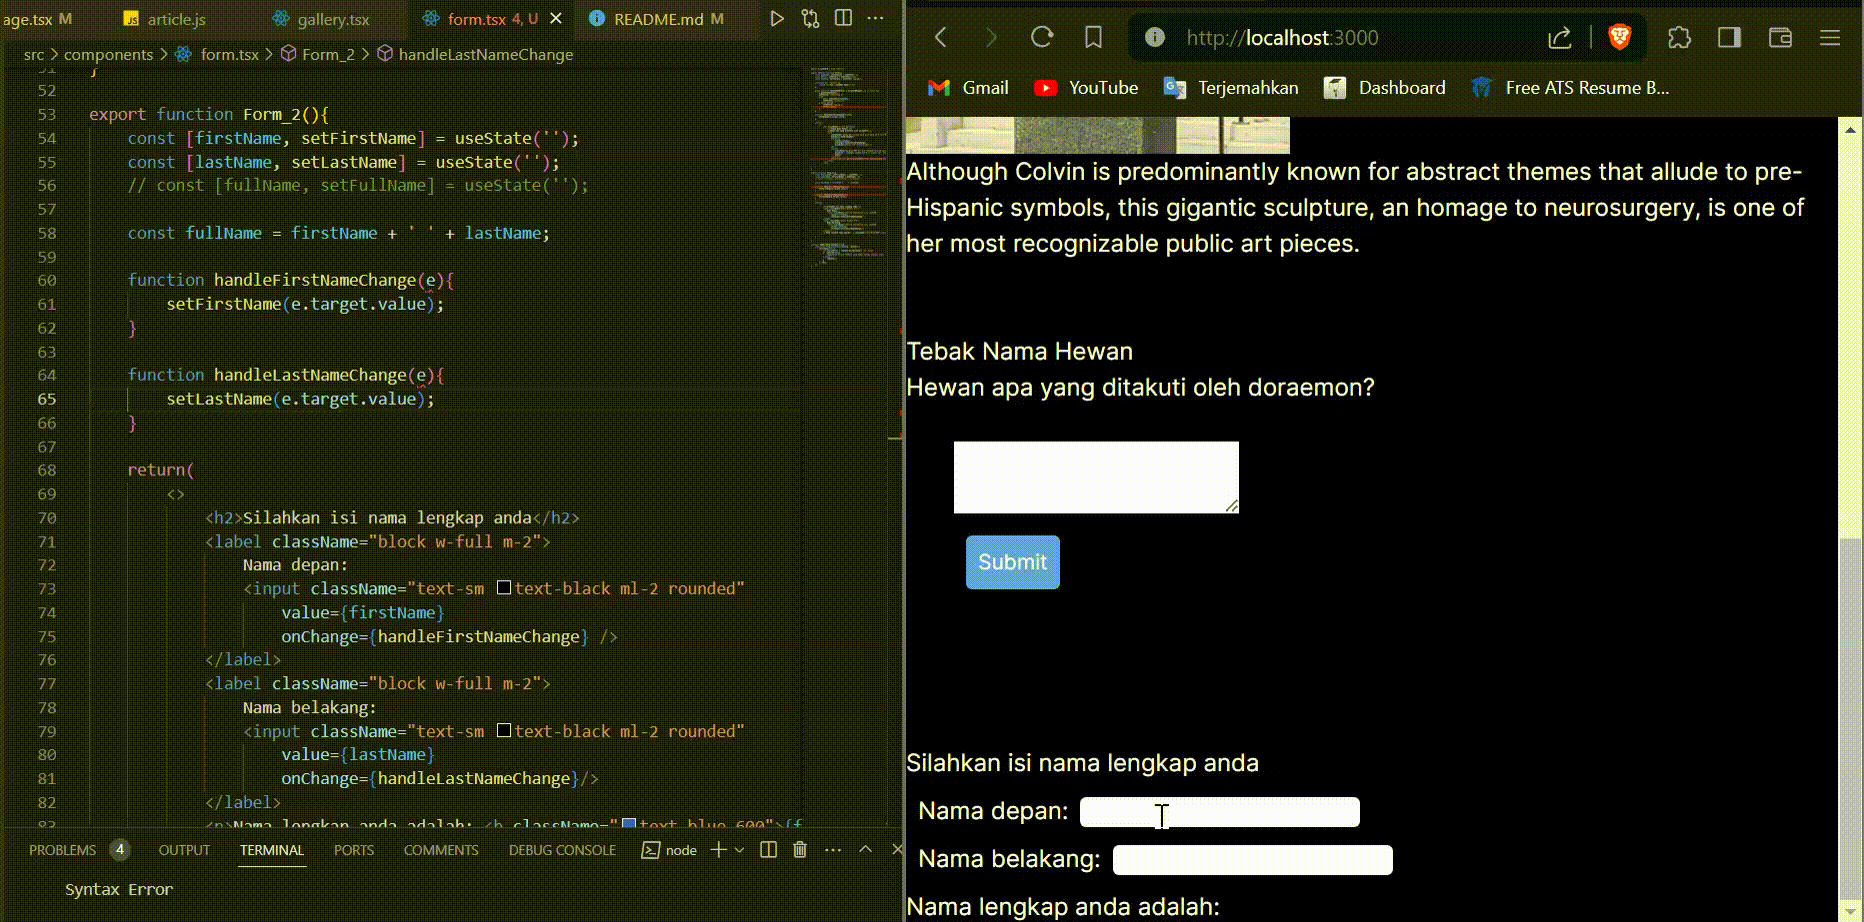 age.tsx M article.js gallery.tsx form.tsx 4, U README.md M
src > components > form.tsx > Form_2 > handleLastNameChange
51 }
52
53 export function Form_2(){
54 const [firstName, setFirstName] = useState('');
55 const [lastName, setLastName] = useState('');
56 // const [fullName, setFullName] = useState('');
57
58 const fullName = firstName + ' ' + lastName;
59
60 function handleFirstNameChange(e){
61 setFirstName(e.target.value);
62 }
63
64 function handleLastNameChange(e){
65 setLastName(e.target.value);
66 }
67
68 return(
69 <>
70 <h2>Silahkan isi nama lengkap anda</h2>
71 <label className="block w-full m-2">
72 Nama depan:
73 <input className="text-sm text-black ml-2 rounded"
74 value={firstName}
75 onChange={handleFirstNameChange} />
76 </label>
77 <label className="block w-full m-2">
78 Nama belakang:
79 <input className="text-sm text-black ml-2 rounded"
80 value={lastName}
81 onChange={handleLastNameChange}/>
82 </label>
83 <p>Nama lengkap anda adalah: <b className="text-blue-600">{f
PROBLEMS 4 OUTPUT TERMINAL PORTS COMMENTS DEBUG CONSOLE node
Syntax Error
http://localhost:3000
Gmail YouTube Terjemahkan Dashboard Free ATS Resume B...
Although Colvin is predominantly known for abstract themes that allude to pre-
Hispanic symbols, this gigantic sculpture, an homage to neurosurgery, is one of
her most recognizable public art pieces.
Tebak Nama Hewan
Hewan apa yang ditakuti oleh doraemon?
Submit
Silahkan isi nama lengkap anda
Nama depan:
Nama belakang:
Nama lengkap anda adalah: